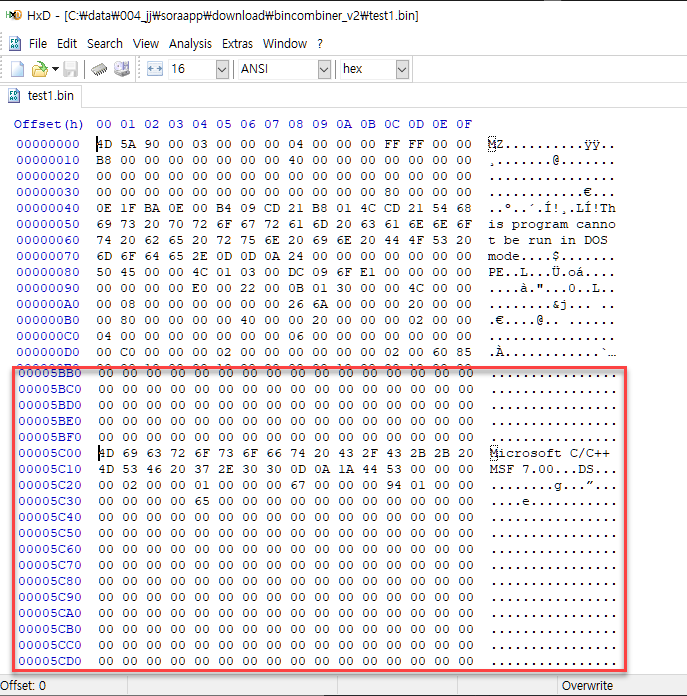 HxD - [C:₩data₩004_jj₩soraapp₩download₩bincombiner_v2₩test1.bin]
File Edit Search View Analysis Extras Window ?
16 ANSI hex
test1.bin
Offset(h) 00 01 02 03 04 05 06 07 08 09 0A 0B 0C 0D 0E 0F
00000000 4D 5A 90 00 03 00 00 00 04 00 00 00 FF FF 00 00 MZ..........ÿÿ..
00000010 B8 00 00 00 00 00 00 00 40 00 00 00 00 00 00 00 ¸.......@.......
00000020 00 00 00 00 00 00 00 00 00 00 00 00 00 00 00 00 ................
00000030 00 00 00 00 00 00 00 00 00 00 00 00 80 00 00 00 ............€...
00000040 0E 1F BA 0E 00 B4 09 CD 21 B8 01 4C CD 21 54 68 ..º..´.Í!¸.LÍ!Th
00000050 69 73 20 70 72 6F 67 72 61 6D 20 63 61 6E 6E 6F is program canno
00000060 74 20 62 65 20 72 75 6E 20 69 6E 20 44 4F 53 20 t be run in DOS
00000070 6D 6F 64 65 2E 0D 0D 0A 24 00 00 00 00 00 00 00 mode....$.......
00000080 50 45 00 00 4C 01 03 00 DC 09 6F E1 00 00 00 00 PE..L...Ü.oá....
00000090 00 00 00 00 E0 00 22 00 0B 01 30 00 00 4C 00 00 ....à."...0..L..
000000A0 00 08 00 00 00 00 00 00 26 6A 00 00 00 20 00 00 ........&j... ..
000000B0 00 80 00 00 00 00 40 00 00 20 00 00 00 02 00 00 .€....@.. ......
000000C0 04 00 00 00 00 00 00 00 06 00 00 00 00 00 00 00 ................
000000D0 00 C0 00 00 00 02 00 00 00 00 00 00 02 00 60 85 .À............`…
00005BB0 00 00 00 00 00 00 00 00 00 00 00 00 00 00 00 00 ................
00005BC0 00 00 00 00 00 00 00 00 00 00 00 00 00 00 00 00 ................
00005BD0 00 00 00 00 00 00 00 00 00 00 00 00 00 00 00 00 ................
00005BE0 00 00 00 00 00 00 00 00 00 00 00 00 00 00 00 00 ................
00005BF0 00 00 00 00 00 00 00 00 00 00 00 00 00 00 00 00 ................
00005C00 4D 69 63 72 6F 73 6F 66 74 20 43 2F 43 2B 2B 20 Microsoft C/C++
00005C10 4D 53 46 20 37 2E 30 30 0D 0A 1A 44 53 00 00 00 MSF 7.00...DS...
00005C20 00 02 00 00 01 00 00 00 67 00 00 00 94 01 00 00 ........g...”...
00005C30 00 00 00 00 65 00 00 00 00 00 00 00 00 00 00 00 ....e...........
00005C40 00 00 00 00 00 00 00 00 00 00 00 00 00 00 00 00 ................
00005C50 00 00 00 00 00 00 00 00 00 00 00 00 00 00 00 00 ................
00005C60 00 00 00 00 00 00 00 00 00 00 00 00 00 00 00 00 ................
00005C70 00 00 00 00 00 00 00 00 00 00 00 00 00 00 00 00 ................
00005C80 00 00 00 00 00 00 00 00 00 00 00 00 00 00 00 00 ................
00005C90 00 00 00 00 00 00 00 00 00 00 00 00 00 00 00 00 ................
00005CA0 00 00 00 00 00 00 00 00 00 00 00 00 00 00 00 00 ................
00005CB0 00 00 00 00 00 00 00 00 00 00 00 00 00 00 00 00 ................
00005CC0 00 00 00 00 00 00 00 00 00 00 00 00 00 00 00 00 ................
00005CD0 00 00 00 00 00 00 00 00 00 00 00 00 00 00 00 00 ................
Offset: 0 Overwrite